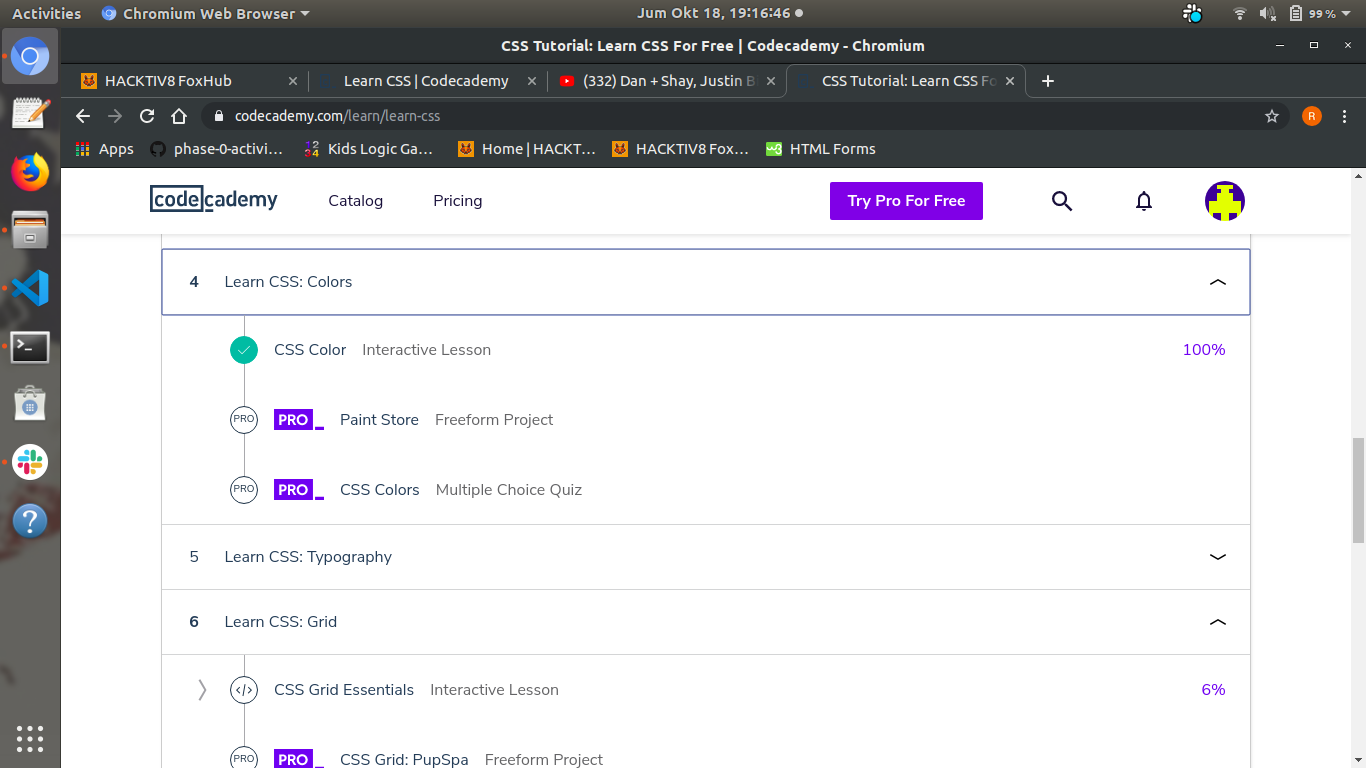 Activities Chromium Web Browser Jum Okt 18, 19:16:46 99 %
CSS Tutorial: Learn CSS For Free | Codecademy - Chromium
HACKTIV8 FoxHub Learn CSS | Codecademy (332) Dan + Shay, Justin B CSS Tutorial: Learn CSS Fo
codecademy.com/learn/learn-css R
Apps phase-0-activi... Kids Logic Ga... Home | HACKT... HACKTIV8 Fox... HTML Forms
codecademy Catalog Pricing Try Pro For Free
4 Learn CSS: Colors
CSS Color Interactive Lesson 100%
PRO PRO_ Paint Store Freeform Project
PRO PRO_ CSS Colors Multiple Choice Quiz
5 Learn CSS: Typography
6 Learn CSS: Grid
</> CSS Grid Essentials Interactive Lesson 6%
PRO PRO_ CSS Grid: PupSpa Freeform Project